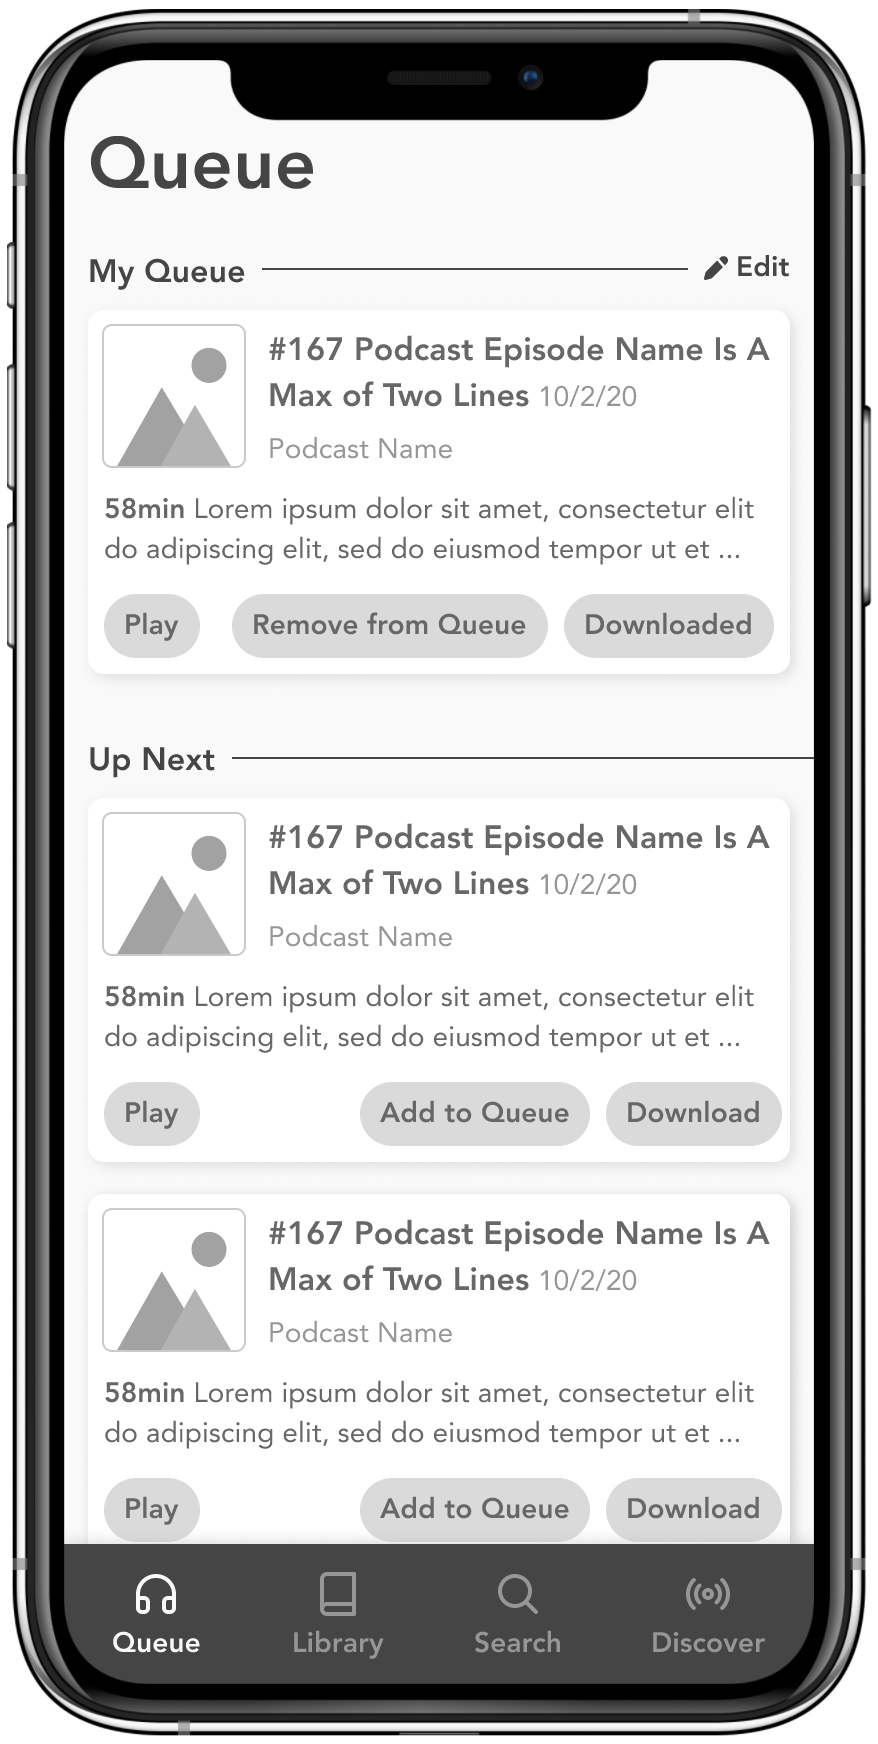 Queue
My Queue Edit
#167 Podcast Episode Name Is A
Max of Two Lines 10/2/20
Podcast Name
58min Lorem ipsum dolor sit amet, consectetur elit
do adipiscing elit, sed do eiusmod tempor ut et ...
Play Remove from Queue Downloaded
Up Next
#167 Podcast Episode Name Is A
Max of Two Lines 10/2/20
Podcast Name
58min Lorem ipsum dolor sit amet, consectetur elit
do adipiscing elit, sed do eiusmod tempor ut et ...
Play Add to Queue Download
#167 Podcast Episode Name Is A
Max of Two Lines 10/2/20
Podcast Name
58min Lorem ipsum dolor sit amet, consectetur elit
do adipiscing elit, sed do eiusmod tempor ut et ...
Play Add to Queue Download
Queue Library Search Discover